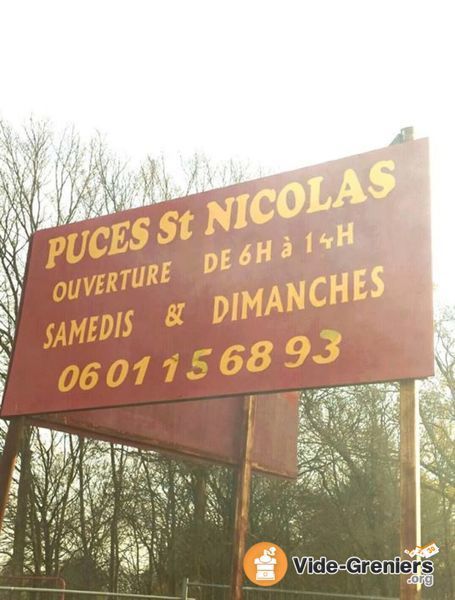 PUCES St NICOLAS
OUVERTURE DE 6H à 14H
SAMEDIS & DIMANCHES
06 01 15 68 93
VIDE-GRENIERS
.org